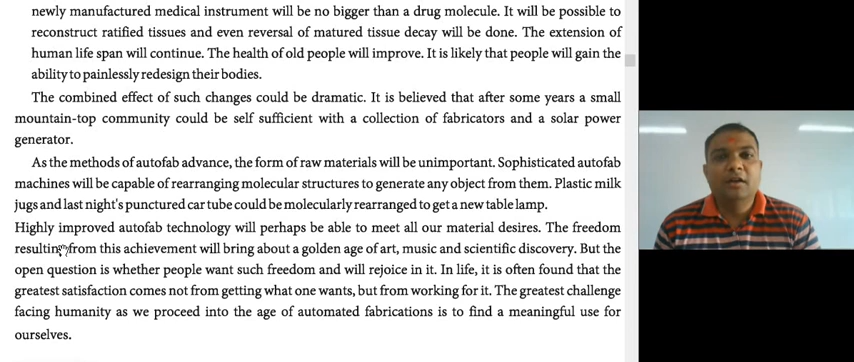 newly manufactured medical instrument will be no bigger than a drug molecule. It will be possible to
reconstruct ratified tissues and even reversal of matured tissue decay will be done. The extension of
human life span will continue. The health of old people will improve. It is likely that people will gain the
ability to painlessly redesign their bodies.
The combined effect of such changes could be dramatic. It is believed that after some years a small
mountain-top community could be self sufficient with a collection of fabricators and a solar power
generator.
As the methods of autofab advance, the form of raw materials will be unimportant. Sophisticated autofab
machines will be capable of rearranging molecular structures to generate any object from them. Plastic milk
jugs and last night's punctured car tube could be molecularly rearranged to get a new table lamp.
Highly improved autofab technology will perhaps be able to meet all our material desires. The freedom
resulting from this achievement will bring about a golden age of art, music and scientific discovery. But the
open question is whether people want such freedom and will rejoice in it. In life, it is often found that the
greatest satisfaction comes not from getting what one wants, but from working for it. The greatest challenge
facing humanity as we proceed into the age of automated fabrications is to find a meaningful use for
ourselves.